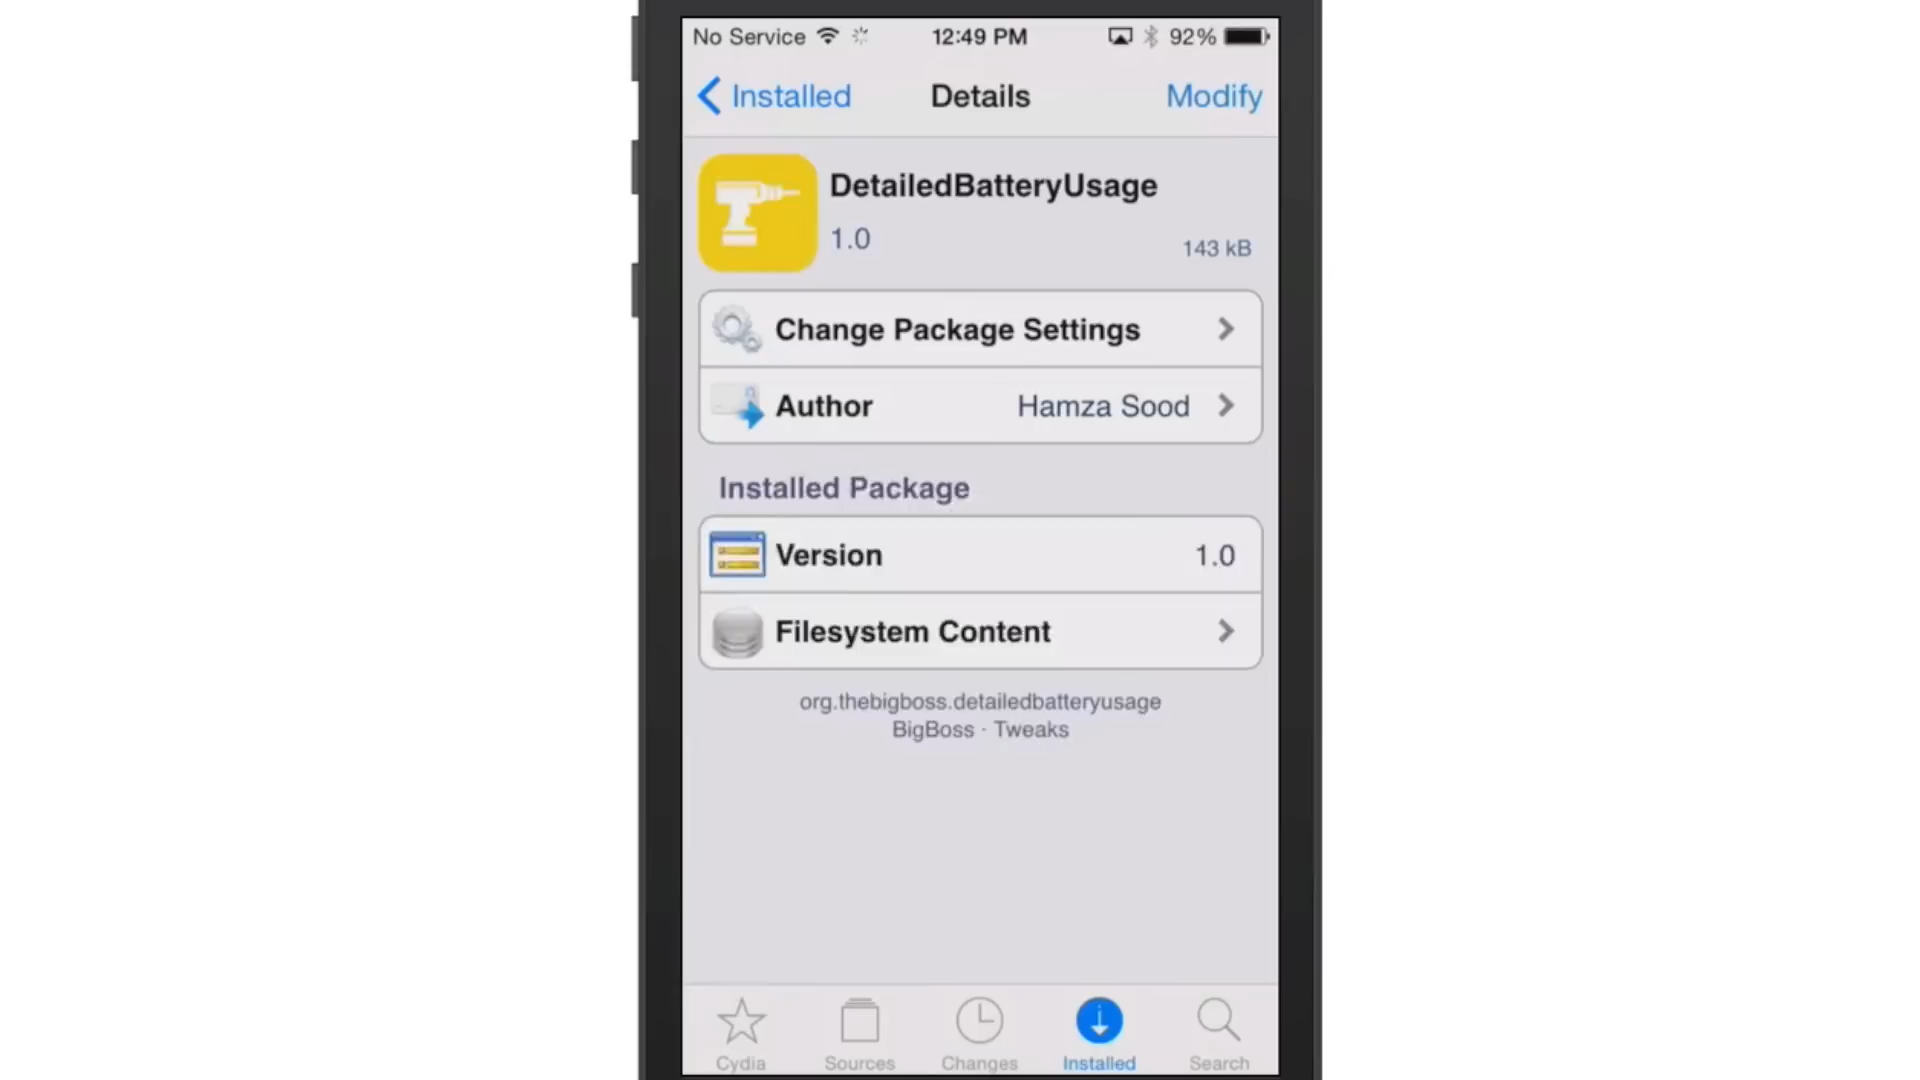 No Service 12:49 PM 92%
Installed Details Modify
DetailedBatteryUsage
1.0 143 kB
Change Package Settings
Author Hamza Sood
Installed Package
Version 1.0
Filesystem Content
org.thebigboss.detailedbatteryusage
BigBoss · Tweaks
Cydia Sources Changes Installed Search